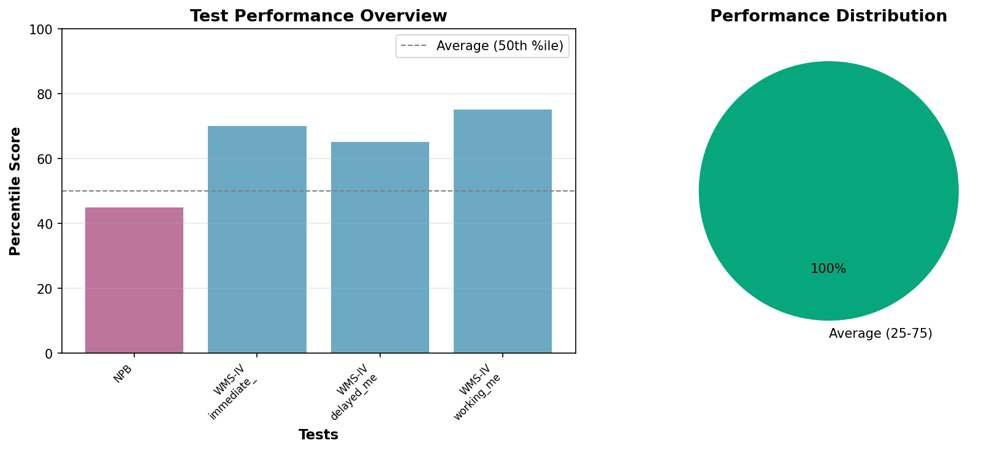 Test Performance Overview
100
80
60
40
20
0
Percentile Score
Average (50th %ile)
NPB
WMS-IV
immediate_
WMS-IV
delayed_me
WMS-IV
working_me
Tests
Performance Distribution
100%
Average (25-75)